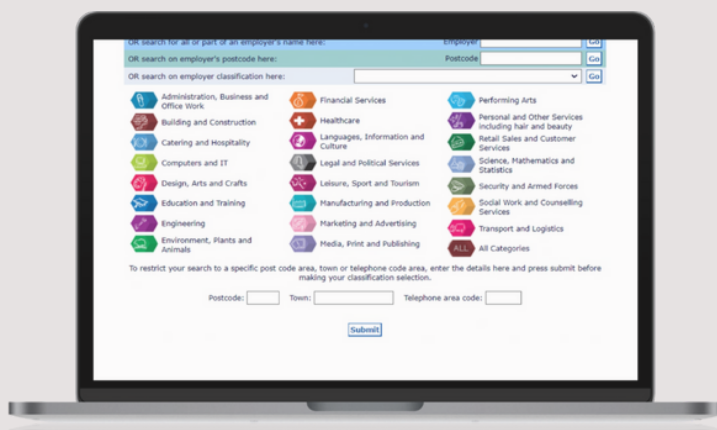 OR search for all or part of an employer's name here: Employer Go
OR search on employer's postcode here: Postcode Go
OR search on employer classification here: Go
Administration, Business and
Office Work
Building and Construction
Catering and Hospitality
Computers and IT
Design, Arts and Crafts
Education and Training
Engineering
Environment, Plants and
Animals
Financial Services
Healthcare
Languages, Information and
Culture
Legal and Political Services
Leisure, Sport and Tourism
Manufacturing and Production
Marketing and Advertising
Media, Print and Publishing
Performing Arts
Personal and Other Services
including hair and beauty
Retail Sales and Customer
Services
Science, Mathematics and
Statistics
Security and Armed Forces
Social Work and Counselling
Services
Transport and Logistics
ALL All Categories
To restrict your search to a specific post code area, town or telephone code area, enter the details here and press submit before
making your classification selection.
Postcode: Town: Telephone area code:
Submit